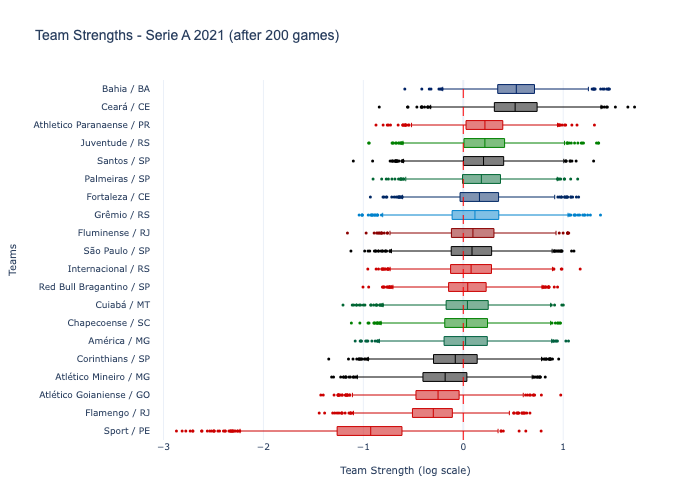 Team Strengths - Serie A 2021 (after 200 games)
Bahia / BA
Ceará / CE
Athletico Paranaense / PR
Juventude / RS
Santos / SP
Palmeiras / SP
Fortaleza / CE
Grêmio / RS
Fluminense / RJ
São Paulo / SP
Internacional / RS
Red Bull Bragantino / SP
Cuiabá / MT
Chapecoense / SC
América / MG
Corinthians / SP
Atlético Mineiro / MG
Atlético Goianiense / GO
Flamengo / RJ
Sport / PE
Teams
−3 −2 −1 0 1
Team Strength (log scale)